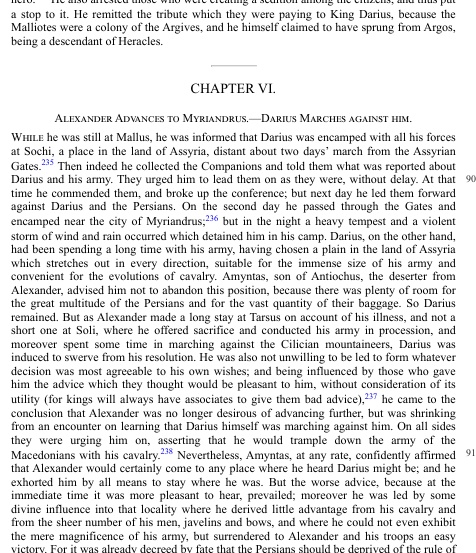 hero. He also arrested those who were creating a sedition among the citizens, and thus put
a stop to it. He remitted the tribute which they were paying to King Darius, because the
Malliotes were a colony of the Argives, and he himself claimed to have sprung from Argos,
being a descendant of Heracles.
CHAPTER VI.
ALEXANDER ADVANCES TO MYRIANDRUS.—DARIUS MARCHES AGAINST HIM.
WHILE he was still at Mallus, he was informed that Darius was encamped with all his forces
at Sochi, a place in the land of Assyria, distant about two days' march from the Assyrian
Gates.235 Then indeed he collected the Companions and told them what was reported about
Darius and his army. They urged him to lead them on as they were, without delay. At that 90
time he commended them, and broke up the conference; but next day he led them forward
against Darius and the Persians. On the second day he passed through the Gates and
encamped near the city of Myriandrus;236 but in the night a heavy tempest and a violent
storm of wind and rain occurred which detained him in his camp. Darius, on the other hand,
had been spending a long time with his army, having chosen a plain in the land of Assyria
which stretches out in every direction, suitable for the immense size of his army and
convenient for the evolutions of cavalry. Amyntas, son of Antiochus, the deserter from
Alexander, advised him not to abandon this position, because there was plenty of room for
the great multitude of the Persians and for the vast quantity of their baggage. So Darius
remained. But as Alexander made a long stay at Tarsus on account of his illness, and not a
short one at Soli, where he offered sacrifice and conducted his army in procession, and
moreover spent some time in marching against the Cilician mountaineers, Darius was
induced to swerve from his resolution. He was also not unwilling to be led to form whatever
decision was most agreeable to his own wishes; and being influenced by those who gave
him the advice which they thought would be pleasant to him, without consideration of its
utility (for kings will always have associates to give them bad advice),237 he came to the
conclusion that Alexander was no longer desirous of advancing further, but was shrinking
from an encounter on learning that Darius himself was marching against him. On all sides
they were urging him on, asserting that he would trample down the army of the
Macedonians with his cavalry.238 Nevertheless, Amyntas, at any rate, confidently affirmed 91
that Alexander would certainly come to any place where he heard Darius might be; and he
exhorted him by all means to stay where he was. But the worse advice, because at the
immediate time it was more pleasant to hear, prevailed; moreover he was led by some
divine influence into that locality where he derived little advantage from his cavalry and
from the sheer number of his men, javelins and bows, and where he could not even exhibit
the mere magnificence of his army, but surrendered to Alexander and his troops an easy
victory. For it was already decreed by fate that the Persians should be deprived of the rule of